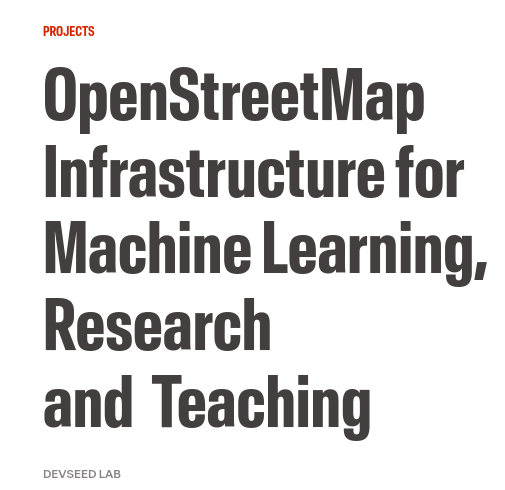 PROJECTS
OpenStreetMap
Infrastructure for
Machine Learning,
Research
and Teaching
DEVSEED LAB